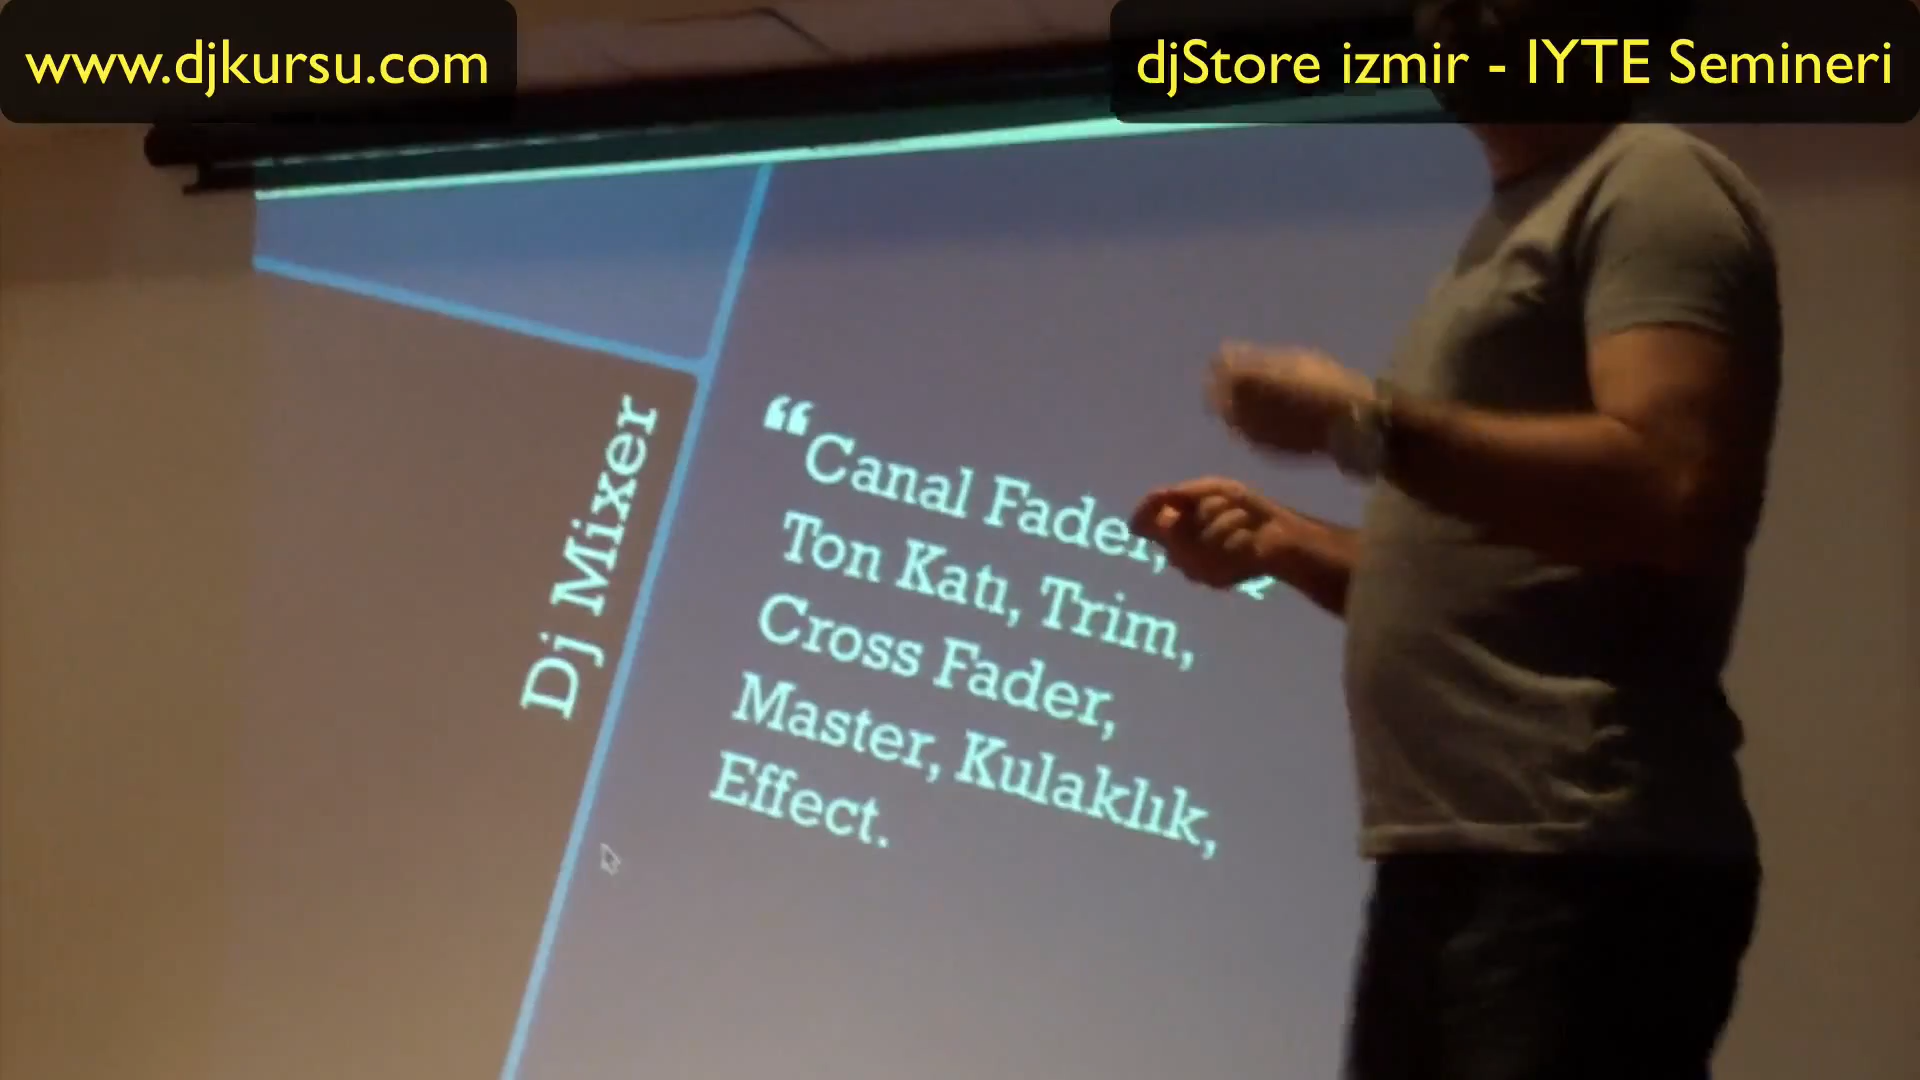 www.djkursu.com
djStore izmir - IYTE Semineri
Dj Mixer
“Canal Fader,
Ton Katı, Trim,
Cross Fader,
Master, Kulaklık,
Effect.